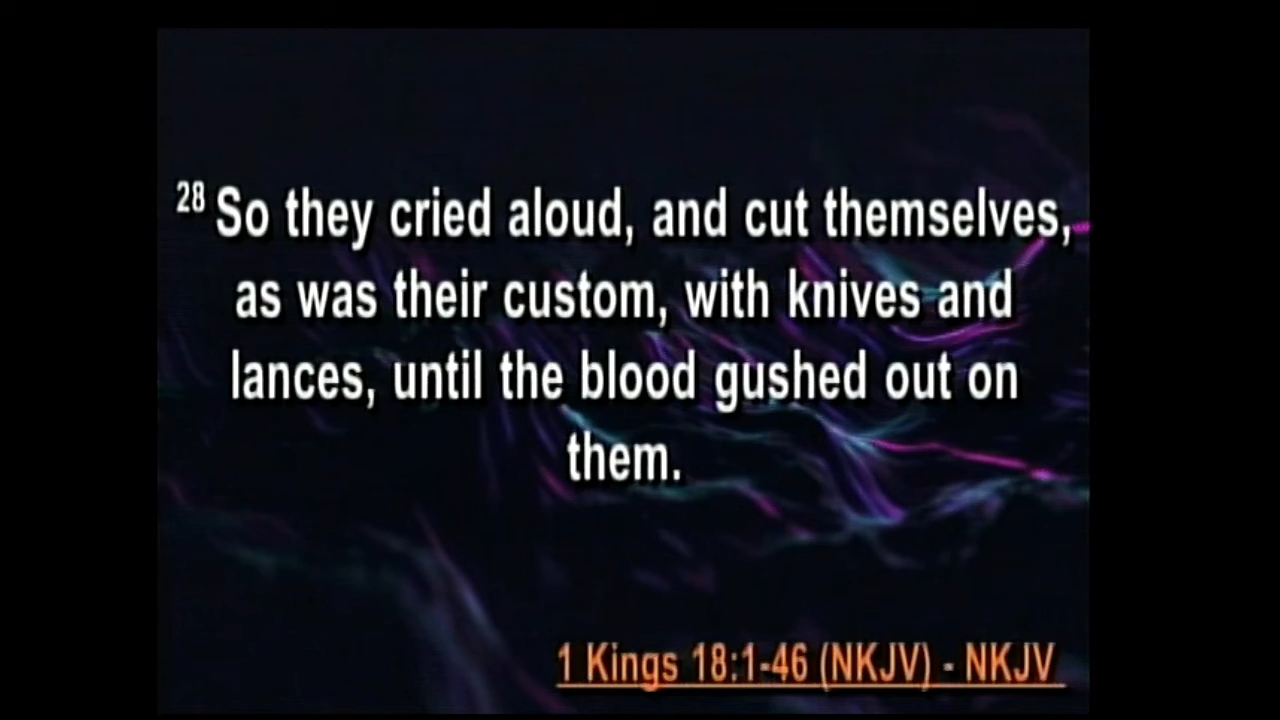 28 So they cried aloud, and cut themselves,
as was their custom, with knives and
lances, until the blood gushed out on
them.
1 Kings 18:1-46 (NKJV) - NKJV